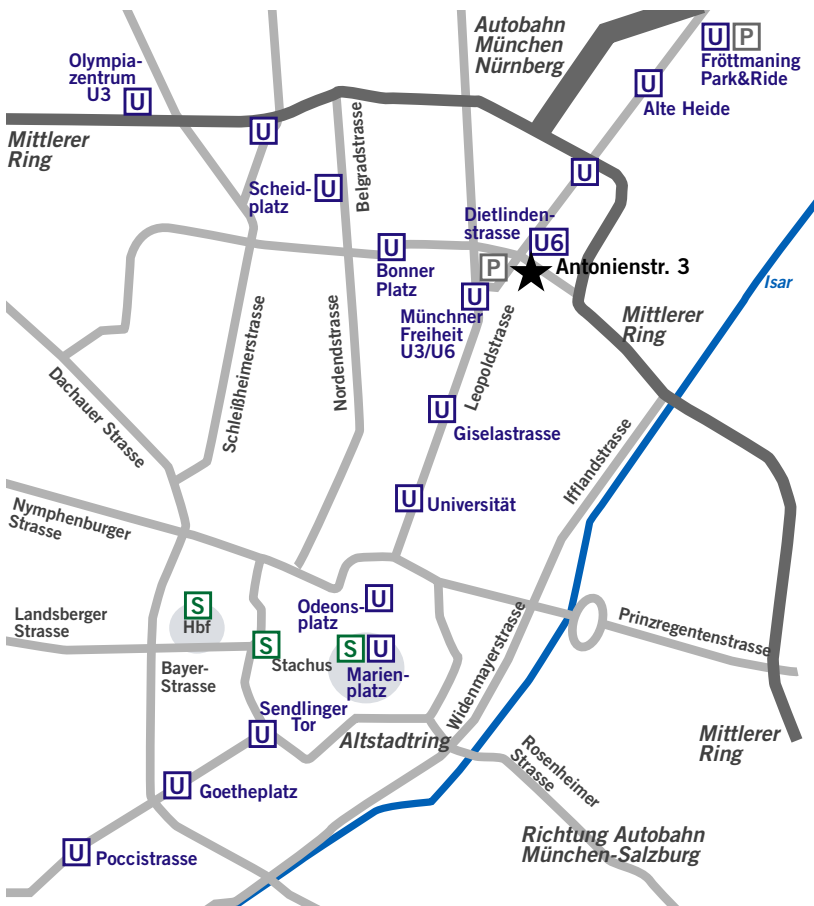 Autobahn
München
Nürnberg
U P
Fröttmaning
Park&Ride
Olympia-
zentrum
U3
U
U
Alte Heide
Mittlerer
Ring
U
Belgradstrasse
U
Scheid-
platz
U
Dietlinden-
strasse
U6
U
Bonner
Platz
P
Antonienstr. 3
Isar
U
Münchner
Freiheit
U3/U6
Mittlerer
Ring
Leopoldstrasse
Nordendstrasse
Schleißheimerstrasse
Dachauer Strasse
U
Giselastrasse
Ifflandstrasse
U
Universität
Nymphenburger
Strasse
S
Hbf
Odeons-
platz
U
Landsberger
Strasse
Prinzregentenstrasse
Widenmayerstrasse
S
Stachus
S U
Marien-
platz
Bayer-
Strasse
Sendlinger
Tor
U
Altstadtring
Mittlerer
Ring
Rosenheimer
Strasse
U
Goetheplatz
Richtung Autobahn
München-Salzburg
U
Poccistrasse